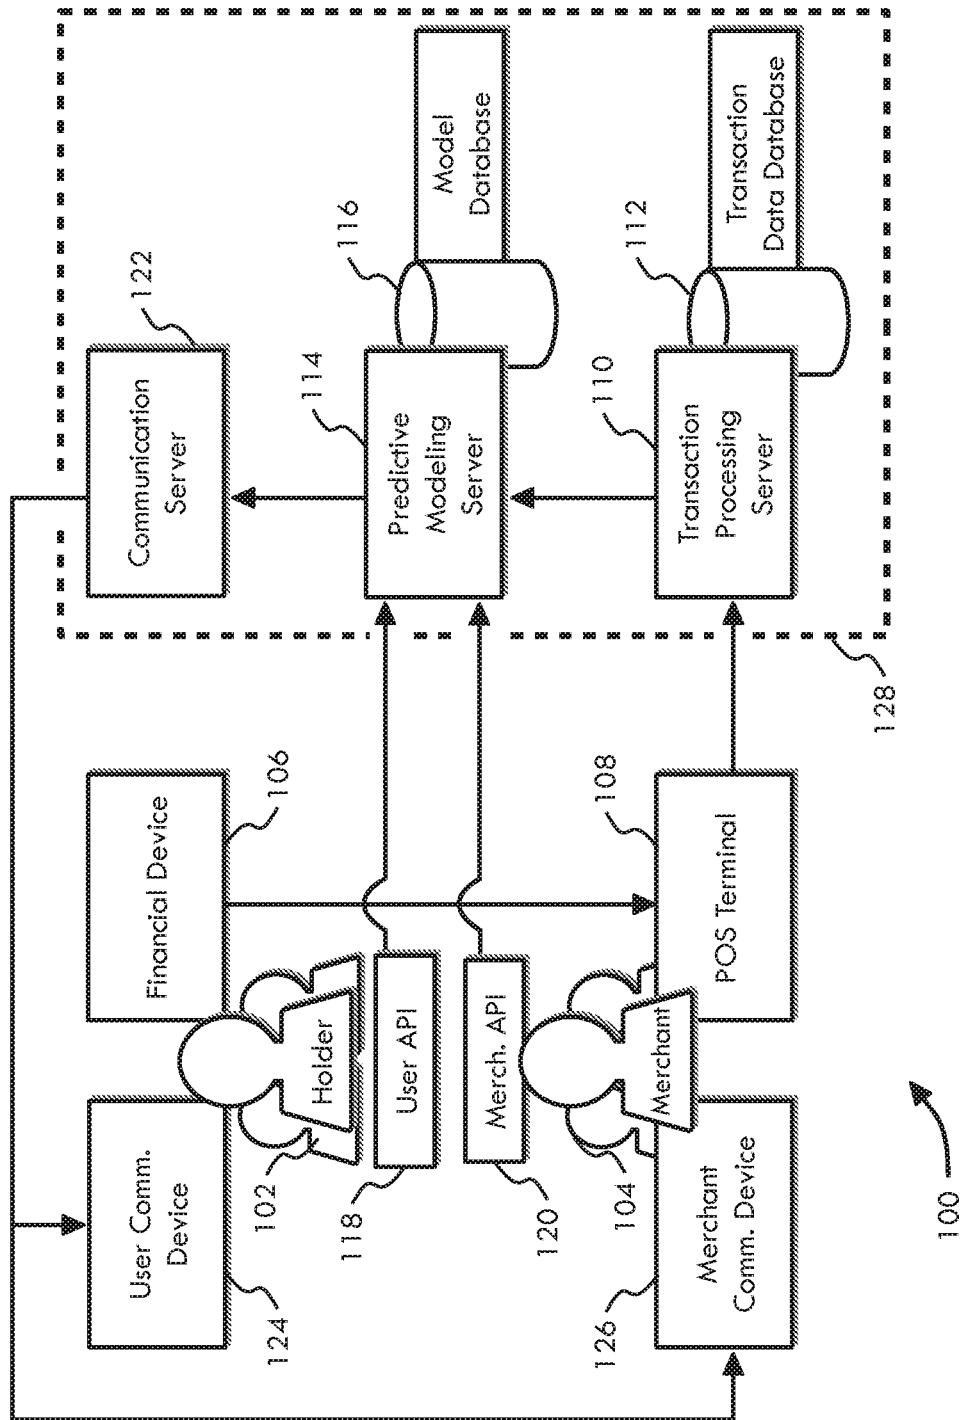 User Comm.
Device
124
Financial Device
106
Communication
Server
122
Holder
102
User API
118
Merch. API
120
Predictive
Modeling
Server
114
116
Model
Database
Merchant
104
Merchant
Comm. Device
126
POS Terminal
108
Transaction
Processing
Server
110
112
Transaction
Data Database
128
100